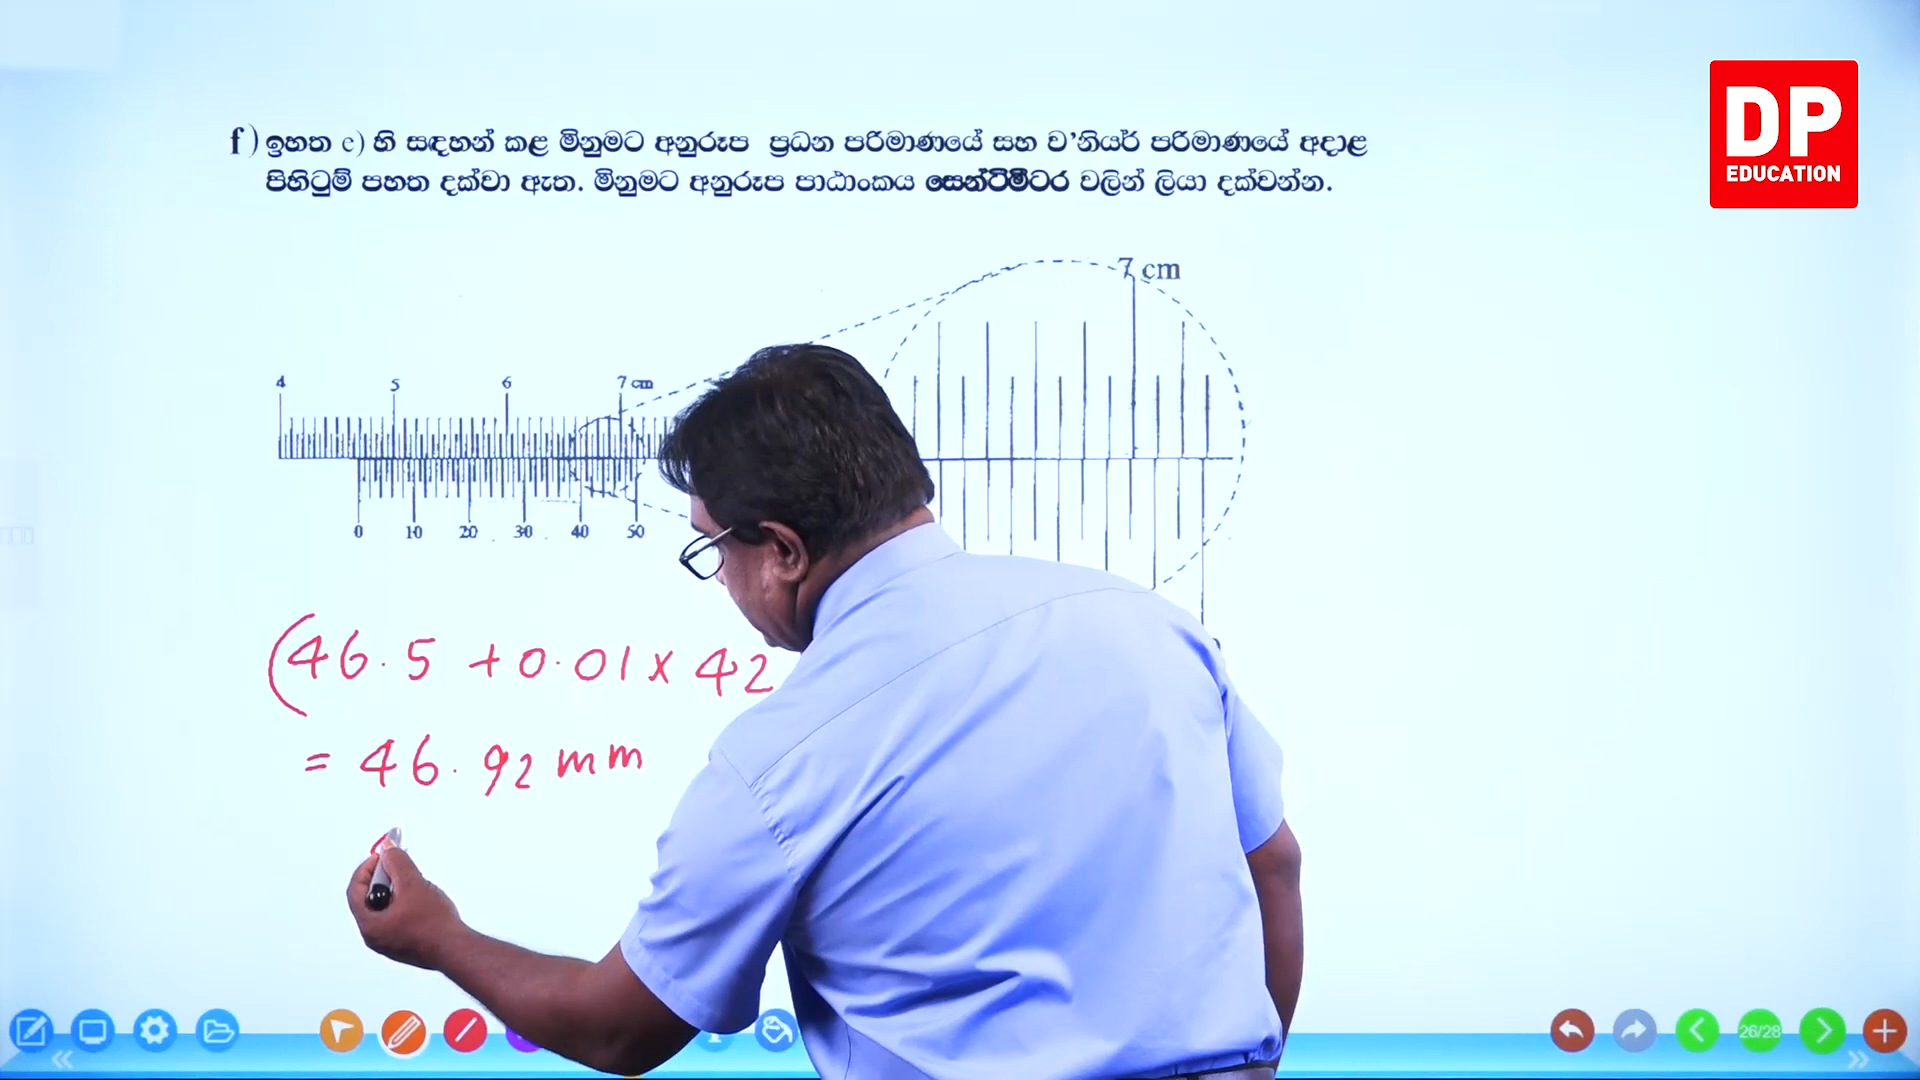 DP
EDUCATION
f) ඉහත c) හි සඳහන් කළ මිනුමට අනුරූප ප්‍රධන පරිමාණයේ සහ ව'නියර් පරිමාණයේ අදාළ
පිහිටුම් පහත දක්වා ඇත. මිනුමට අනුරූප පාඨාංකය සෙන්ටිමීටර වලින් ලියා දක්වන්න.
7 cm
4 5 6 7 cm
0 10 20 30 40 50
(46.5 + 0.01 x 42
= 46.92 mm
26/28